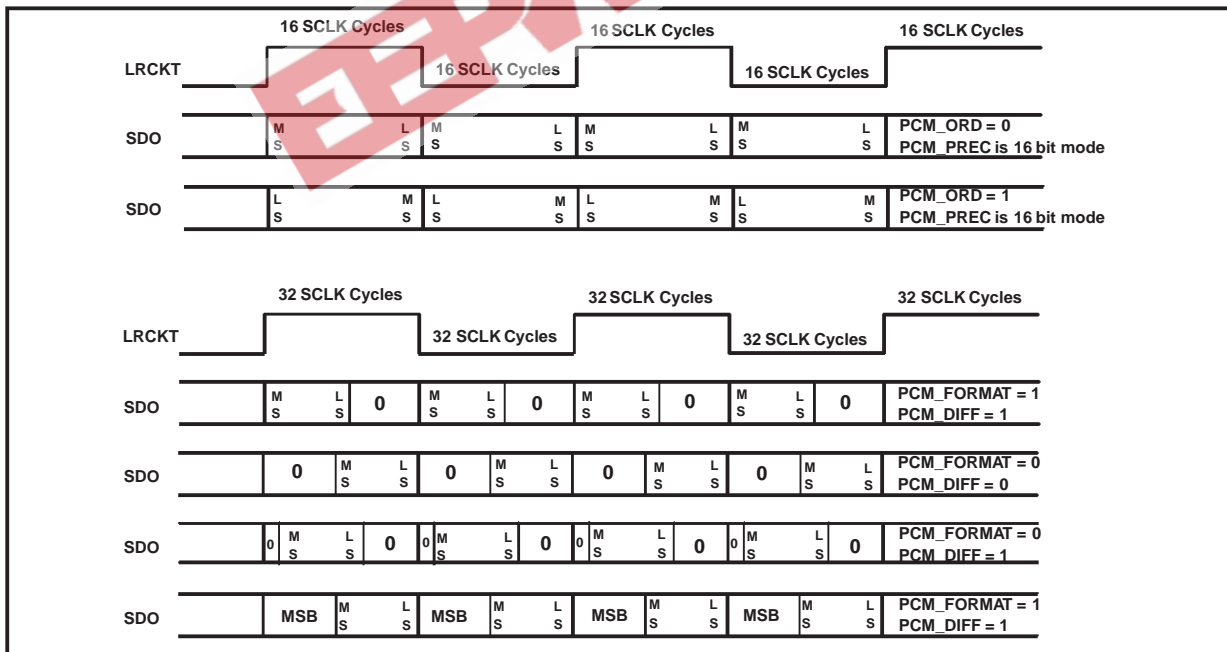 16 SCLK Cycles 16 SCLK Cycles 16 SCLK Cycles
LRCKT 16 SCLK Cycles 16 SCLK Cycles
SDO M L M L M L M L PCM_ORD = 0
S S S S S S S S PCM_PREC is 16 bit mode
SDO L M L M L M L M PCM_ORD = 1
S S S S S S S S PCM_PREC is 16 bit mode
32 SCLK Cycles 32 SCLK Cycles 32 SCLK Cycles
LRCKT 32 SCLK Cycles 32 SCLK Cycles
SDO M L 0 M L 0 M L 0 M L 0 PCM_FORMAT = 1
S S S S S S S S PCM_DIFF = 1
SDO 0 M L 0 M L 0 M L 0 M L PCM_FORMAT = 0
S S S S S S S S PCM_DIFF = 0
SDO 0 M L 0 0 M L 0 0 M L 0 0 M L 0 PCM_FORMAT = 0
S S S S S S S S PCM_DIFF = 1
SDO MSB M L MSB M L MSB M L MSB M L PCM_FORMAT = 1
S S S S S S S S PCM_DIFF = 1